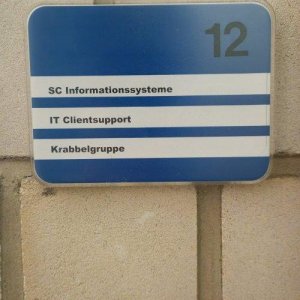 12
SC Informationssysteme
IT Clientsupport
Krabbelgruppe